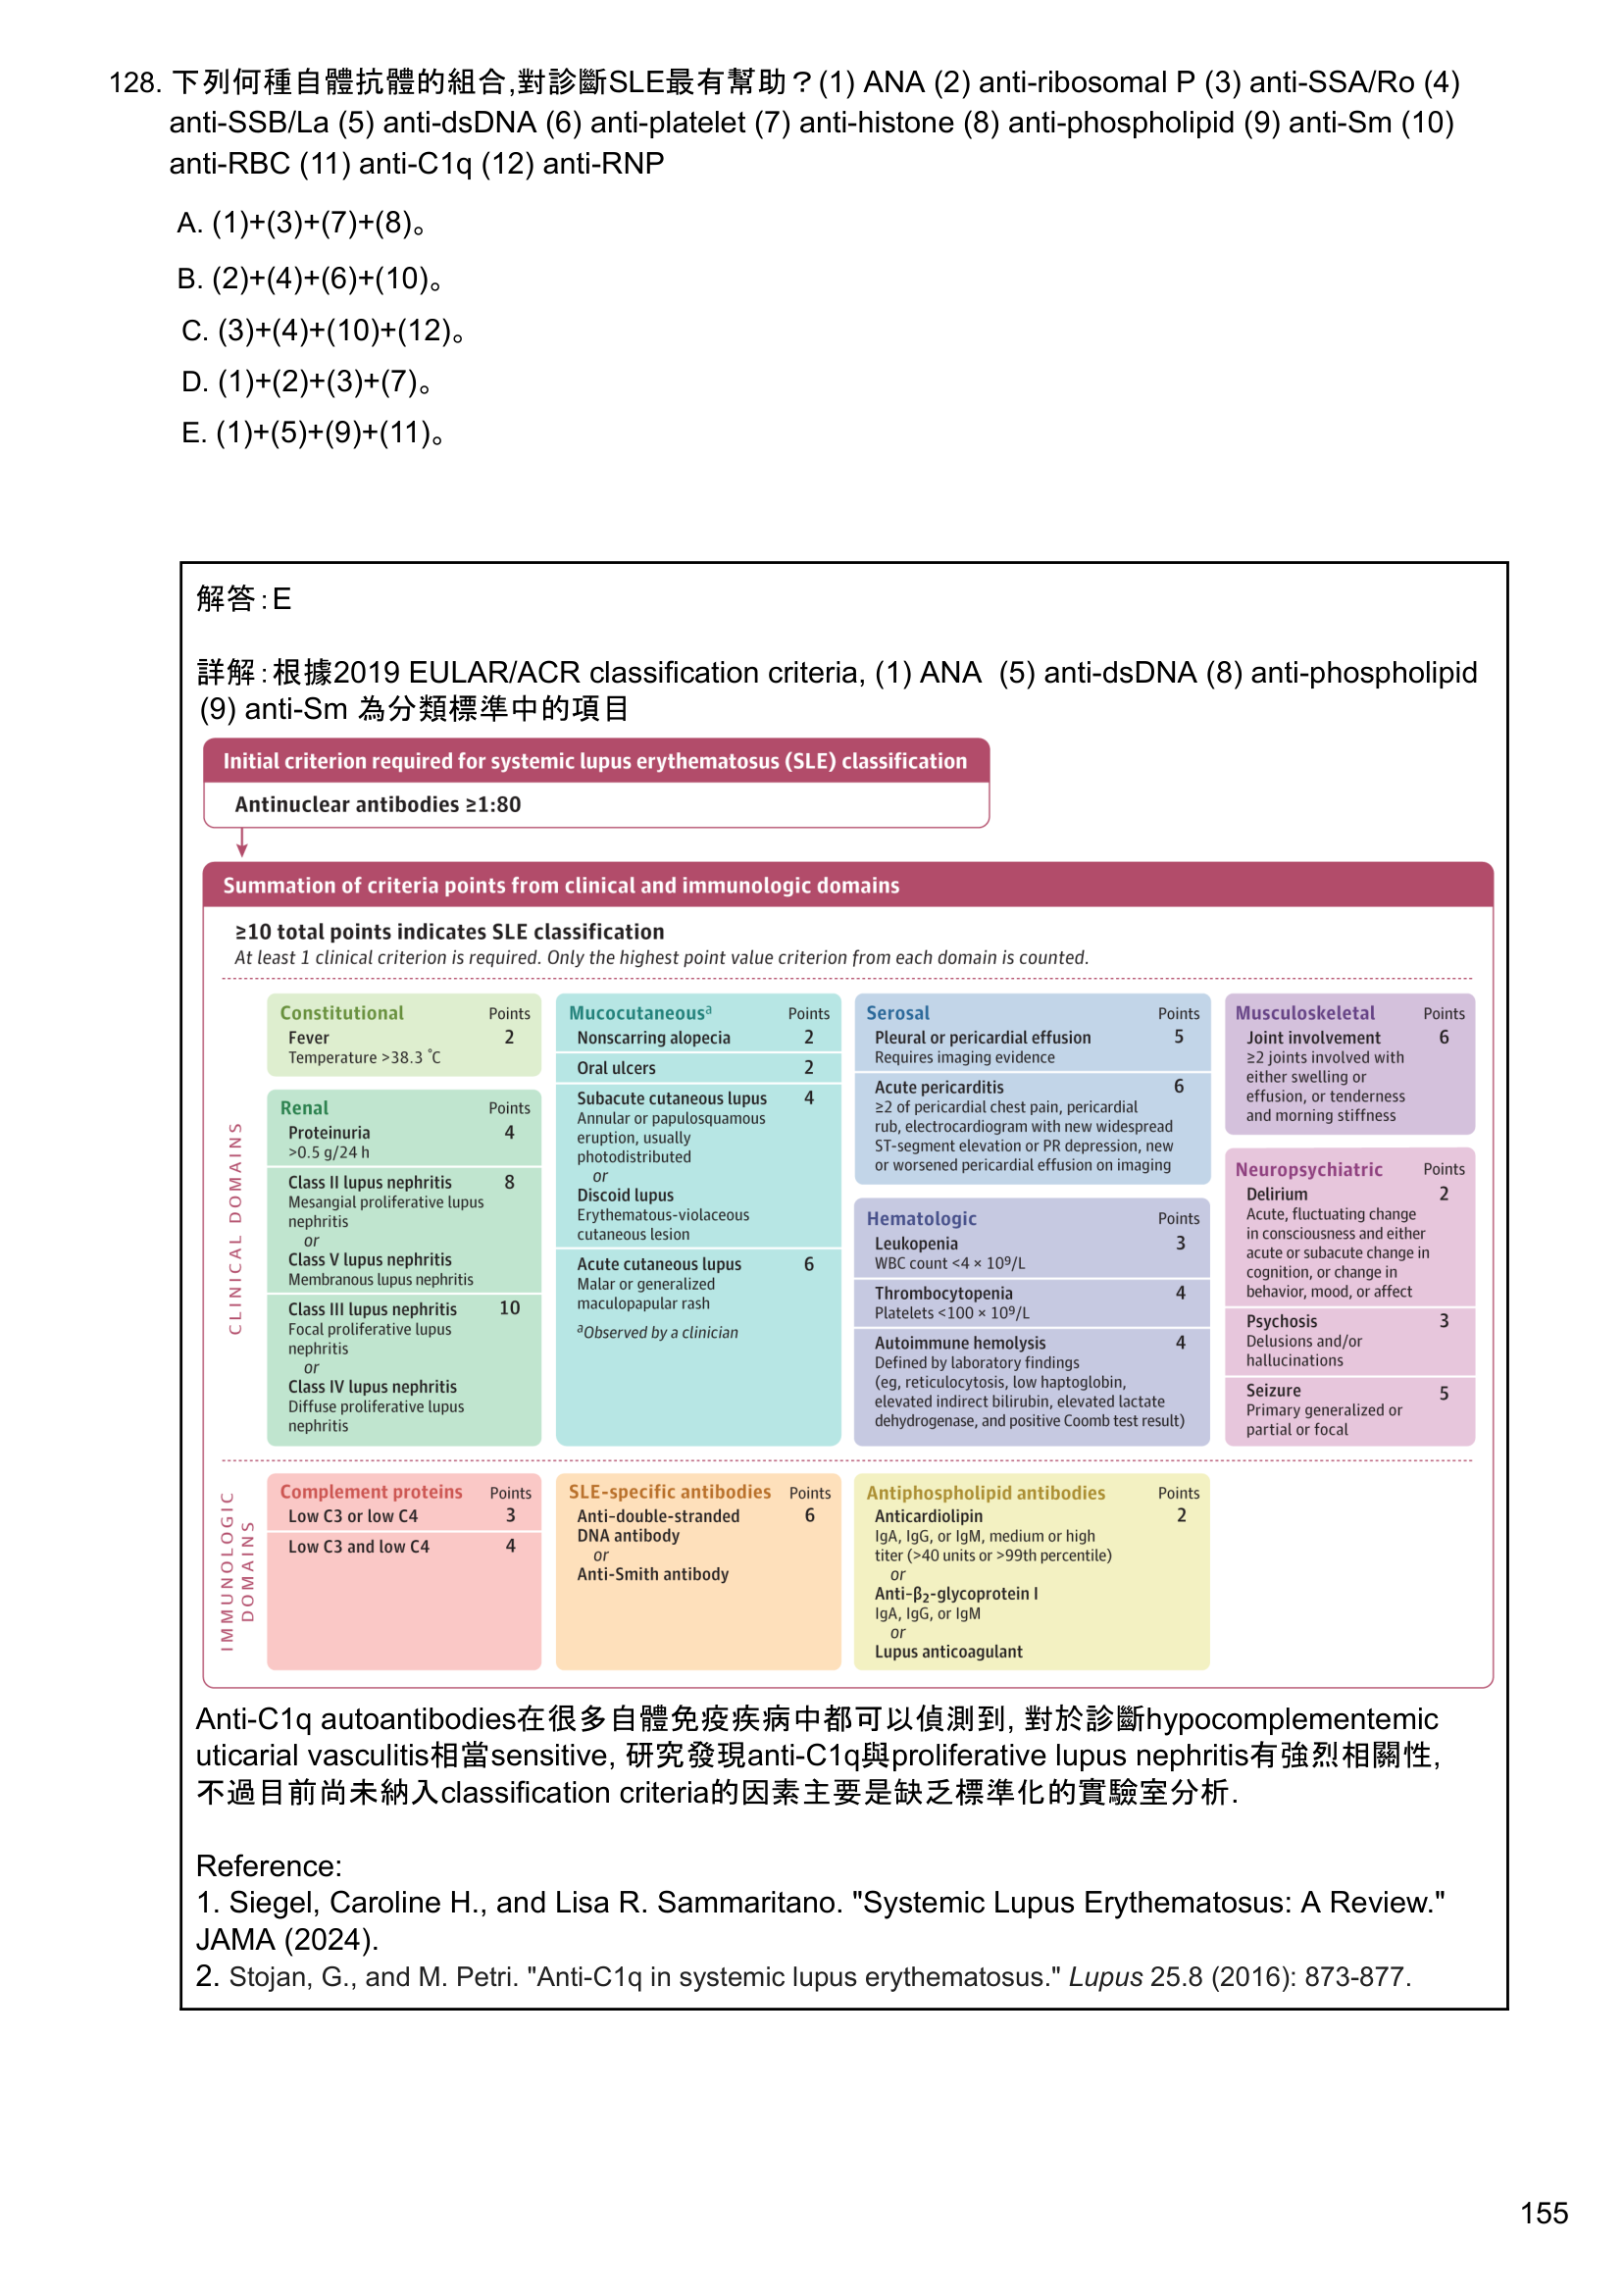 128. 下列何種自體抗體的組合,對診斷SLE最有幫助？(1) ANA (2) anti-ribosomal P (3) anti-SSA/Ro (4)
anti-SSB/La (5) anti-dsDNA (6) anti-platelet (7) anti-histone (8) anti-phospholipid (9) anti-Sm (10)
anti-RBC (11) anti-C1q (12) anti-RNP
A. (1)+(3)+(7)+(8)。
B. (2)+(4)+(6)+(10)。
C. (3)+(4)+(10)+(12)。
D. (1)+(2)+(3)+(7)。
E. (1)+(5)+(9)+(11)。
解答：E
詳解：根據2019 EULAR/ACR classification criteria, (1) ANA (5) anti-dsDNA (8) anti-phospholipid
(9) anti-Sm 為分類標準中的項目
Initial criterion required for systemic lupus erythematosus (SLE) classification
Antinuclear antibodies ≥1:80
Summation of criteria points from clinical and immunologic domains
≥10 total points indicates SLE classification
At least 1 clinical criterion is required. Only the highest point value criterion from each domain is counted.
CLINICAL DOMAINS
Constitutional Points
Fever 2
Temperature >38.3 °C
Renal Points
Proteinuria 4
>0.5 g/24 h
Class II lupus nephritis 8
Mesangial proliferative lupus
nephritis
or
Class V lupus nephritis
Membranous lupus nephritis
Class III lupus nephritis 10
Focal proliferative lupus
nephritis
or
Class IV lupus nephritis
Diffuse proliferative lupus
nephritis
Mucocutaneousᵃ Points
Nonscarring alopecia 2
Oral ulcers 2
Subacute cutaneous lupus 4
Annular or papulosquamous
eruption, usually
photodistributed
or
Discoid lupus
Erythematous-violaceous
cutaneous lesion
Acute cutaneous lupus 6
Malar or generalized
maculopapular rash
ᵃObserved by a clinician
Serosal Points
Pleural or pericardial effusion 5
Requires imaging evidence
Acute pericarditis 6
≥2 of pericardial chest pain, pericardial
rub, electrocardiogram with new widespread
ST-segment elevation or PR depression, new
or worsened pericardial effusion on imaging
Hematologic Points
Leukopenia 3
WBC count <4 × 10⁹/L
Thrombocytopenia 4
Platelets <100 × 10⁹/L
Autoimmune hemolysis 4
Defined by laboratory findings
(eg, reticulocytosis, low haptoglobin,
elevated indirect bilirubin, elevated lactate
dehydrogenase, and positive Coomb test result)
Musculoskeletal Points
Joint involvement 6
≥2 joints involved with
either swelling or
effusion, or tenderness
and morning stiffness
Neuropsychiatric Points
Delirium 2
Acute, fluctuating change
in consciousness and either
acute or subacute change in
cognition, or change in
behavior, mood, or affect
Psychosis 3
Delusions and/or
hallucinations
Seizure 5
Primary generalized or
partial or focal
IMMUNOLOGIC
DOMAINS
Complement proteins Points
Low C3 or low C4 3
Low C3 and low C4 4
SLE-specific antibodies Points
Anti-double-stranded 6
DNA antibody
or
Anti-Smith antibody
Antiphospholipid antibodies Points
Anticardiolipin 2
IgA, IgG, or IgM, medium or high
titer (>40 units or >99th percentile)
or
Anti-β₂-glycoprotein I
IgA, IgG, or IgM
or
Lupus anticoagulant
Anti-C1q autoantibodies在很多自體免疫疾病中都可以偵測到, 對於診斷hypocomplementemic
uticarial vasculitis相當sensitive, 研究發現anti-C1q與proliferative lupus nephritis有強烈相關性,
不過目前尚未納入classification criteria的因素主要是缺乏標準化的實驗室分析.
Reference:
1. Siegel, Caroline H., and Lisa R. Sammaritano. "Systemic Lupus Erythematosus: A Review."
JAMA (2024).
2. Stojan, G., and M. Petri. "Anti-C1q in systemic lupus erythematosus." Lupus 25.8 (2016): 873-877.
155